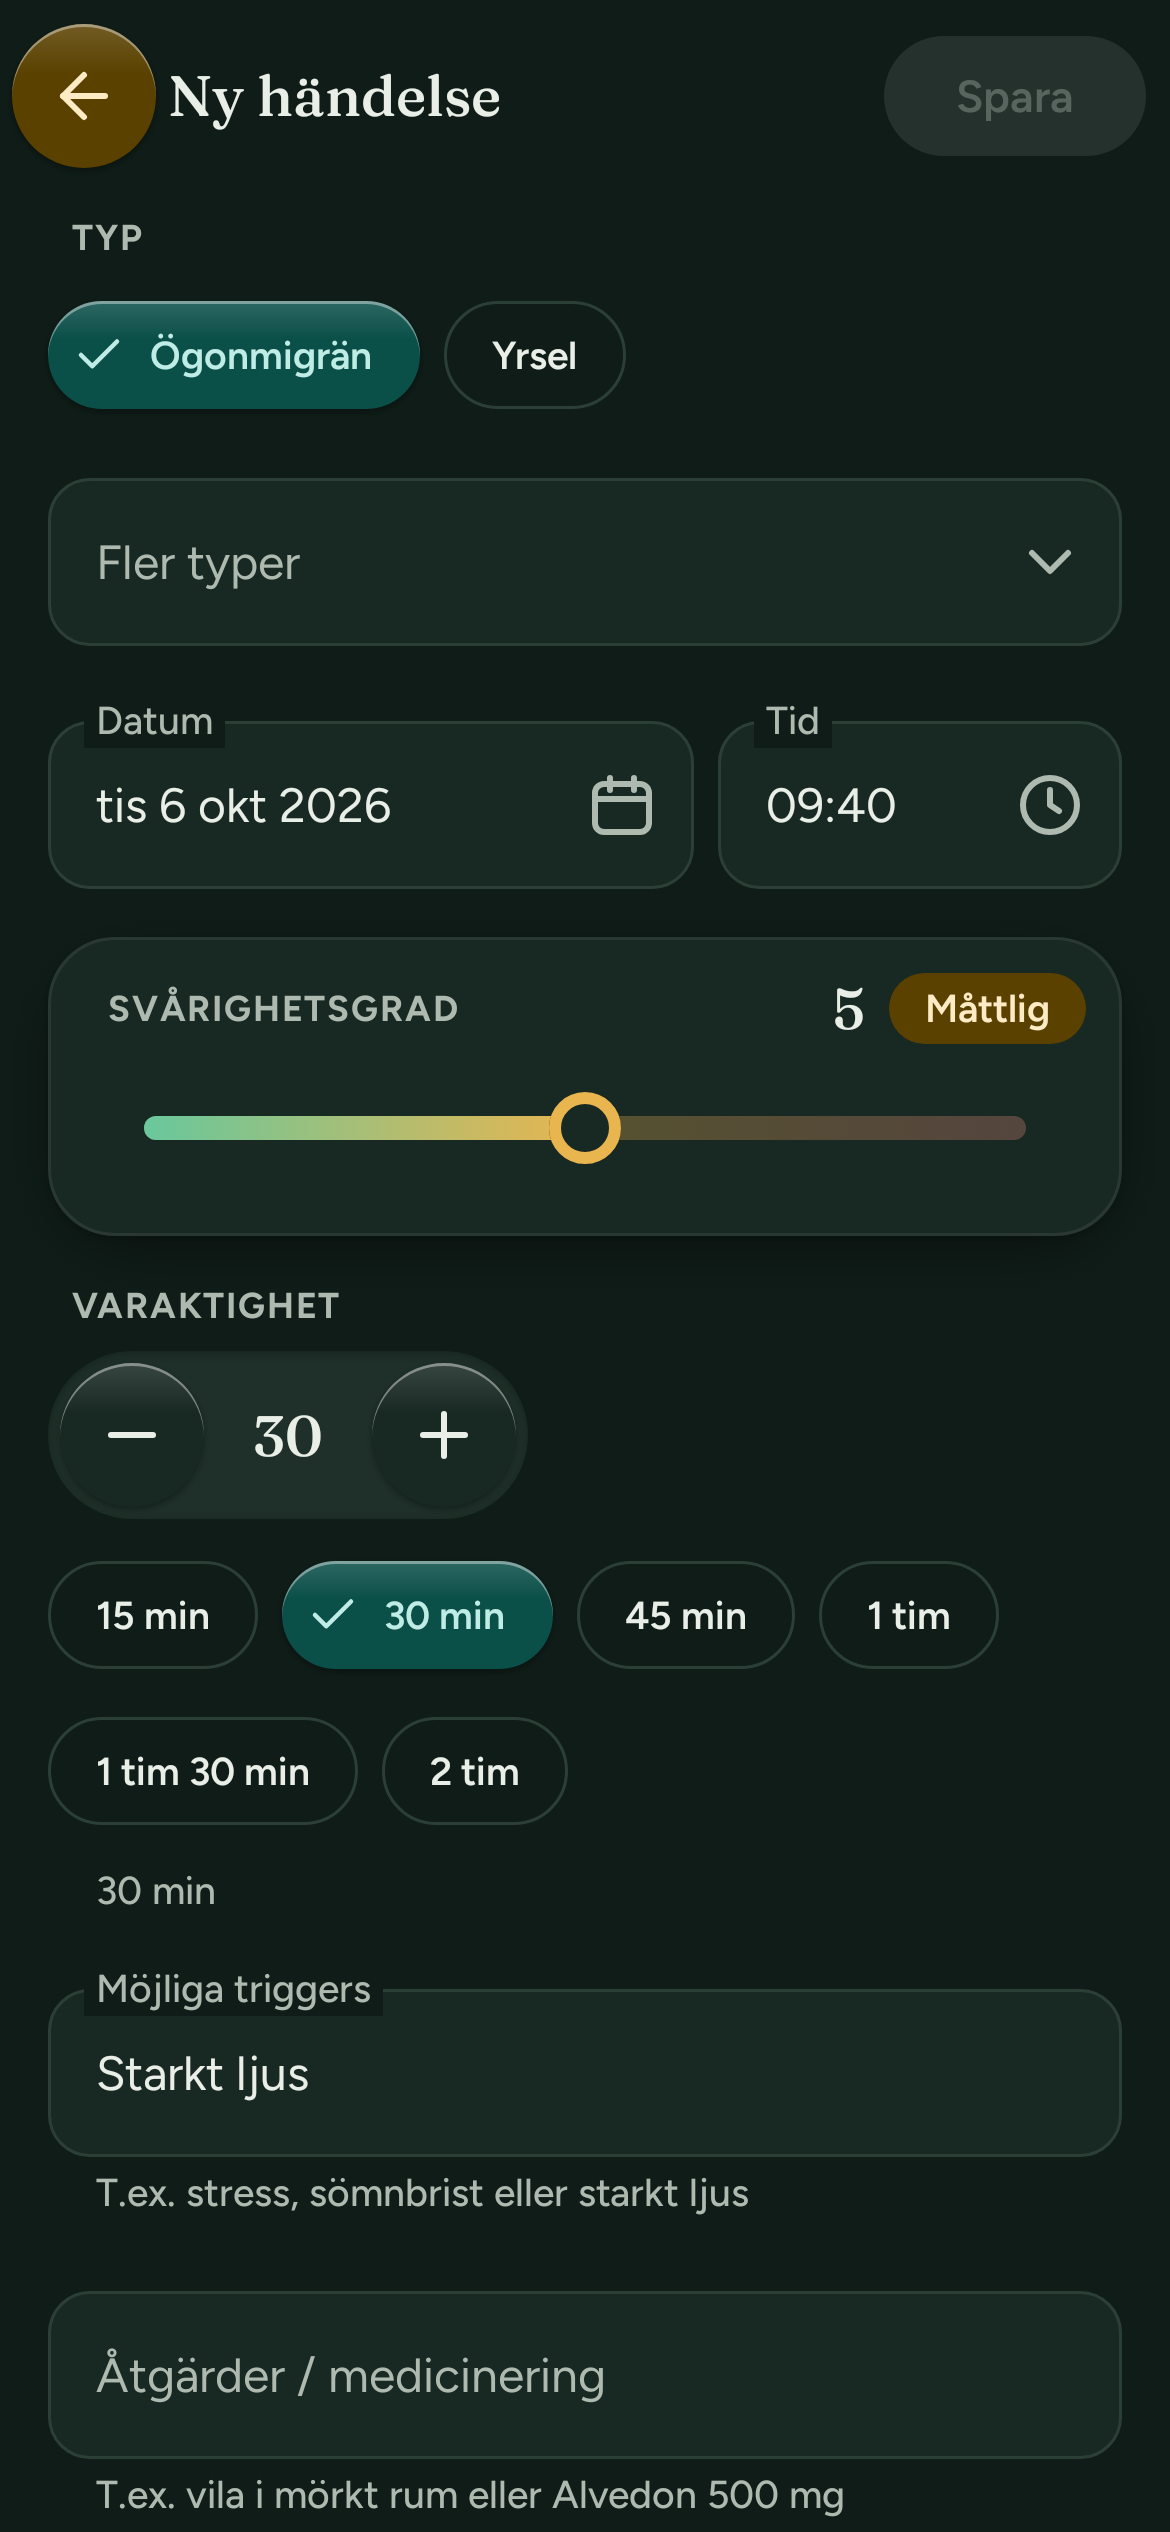 Ny händelse
Spara
TYP
Ögonmigrän
Yrsel
Fler typer
Datum
Tid
tis 6 okt 2026
09:40
SVÅRIGHETSGRAD
5
Måttlig
VARAKTIGHET
30
15 min
30 min
45 min
1 tim
1 tim 30 min
2 tim
30 min
Möjliga triggers
Starkt ljus
T.ex. stress, sömnbrist eller starkt ljus
Åtgärder / medicinering
T.ex. vila i mörkt rum eller Alvedon 500 mg